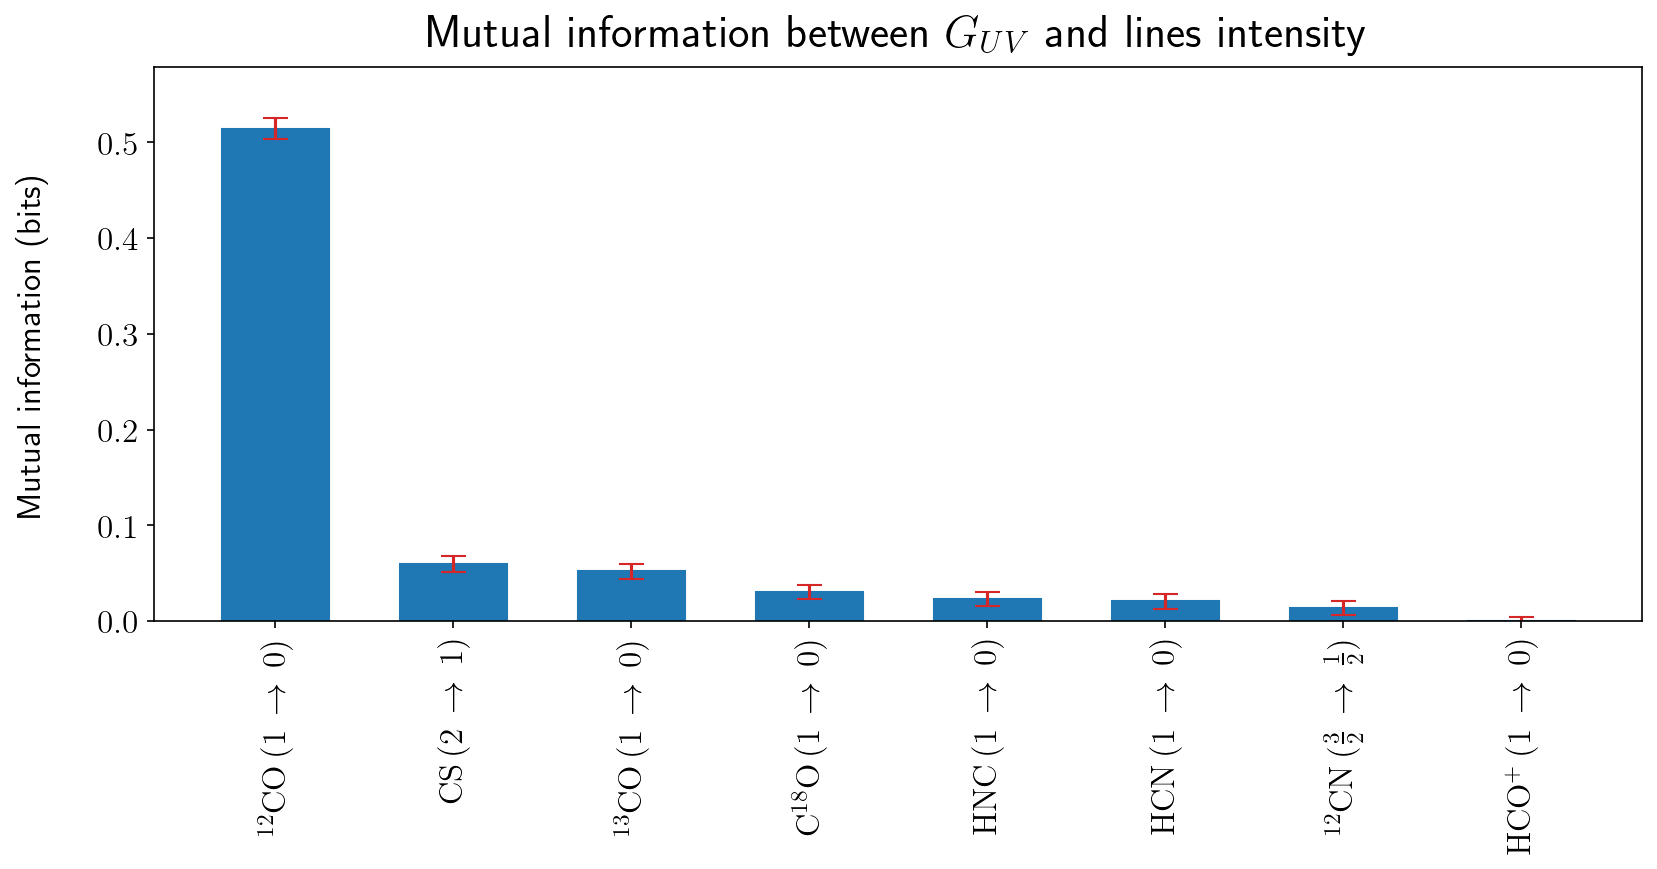 Mutual information between G_UV and lines intensity
Mutual information (bits)
0.5
0.4
0.3
0.2
0.1
0.0
¹²CO (1 → 0)
CS (2 → 1)
¹³CO (1 → 0)
C¹⁸O (1 → 0)
HNC (1 → 0)
HCN (1 → 0)
¹²CN (3/2 → 1/2)
HCO⁺ (1 → 0)